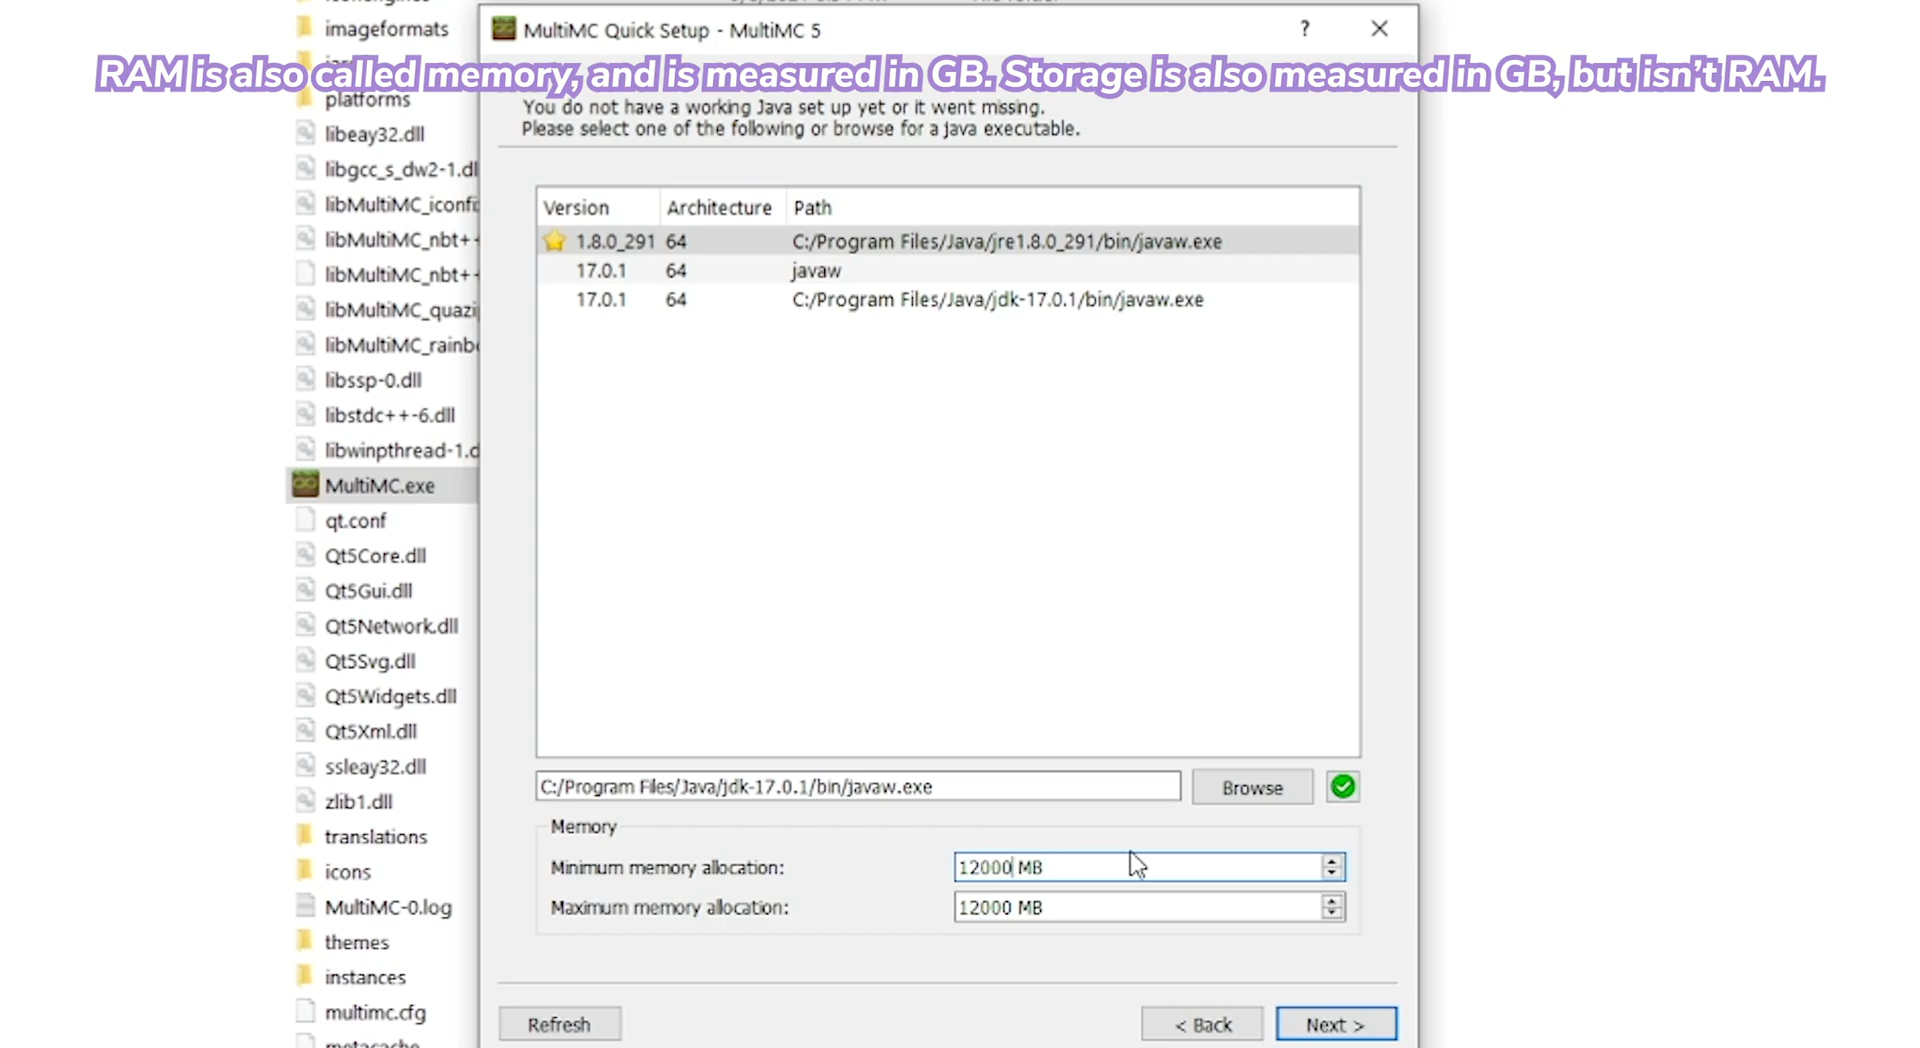 imageformats
MultiMC Quick Setup - MultiMC 5
?
RAM is also called memory, and is measured in GB. Storage is also measured in GB, but isn't RAM.
platforms
You do not have a working Java set up yet or it went missing.
Please select one of the following or browse for a java executable.
libeay32.dll
libgcc_s_dw2-1.dl
libMultiMC_iconfi
libMultiMC_nbt++
libMultiMC_nbt++
libMultiMC_quazi
libMultiMC_rainbo
libssp-0.dll
libstdc++-6.dll
libwinpthread-1.d
MultiMC.exe
qt.conf
Qt5Core.dll
Qt5Gui.dll
Qt5Network.dll
Qt5Svg.dll
Qt5Widgets.dll
Qt5Xml.dll
ssleay32.dll
zlib1.dll
translations
icons
MultiMC-0.log
themes
instances
multimc.cfg
Version Architecture Path
1.8.0_291 64 C:/Program Files/Java/jre1.8.0_291/bin/javaw.exe
17.0.1 64 javaw
17.0.1 64 C:/Program Files/Java/jdk-17.0.1/bin/javaw.exe
C:/Program Files/Java/jdk-17.0.1/bin/javaw.exe Browse
Memory
Minimum memory allocation: 12000 MB
Maximum memory allocation: 12000 MB
Refresh < Back Next >